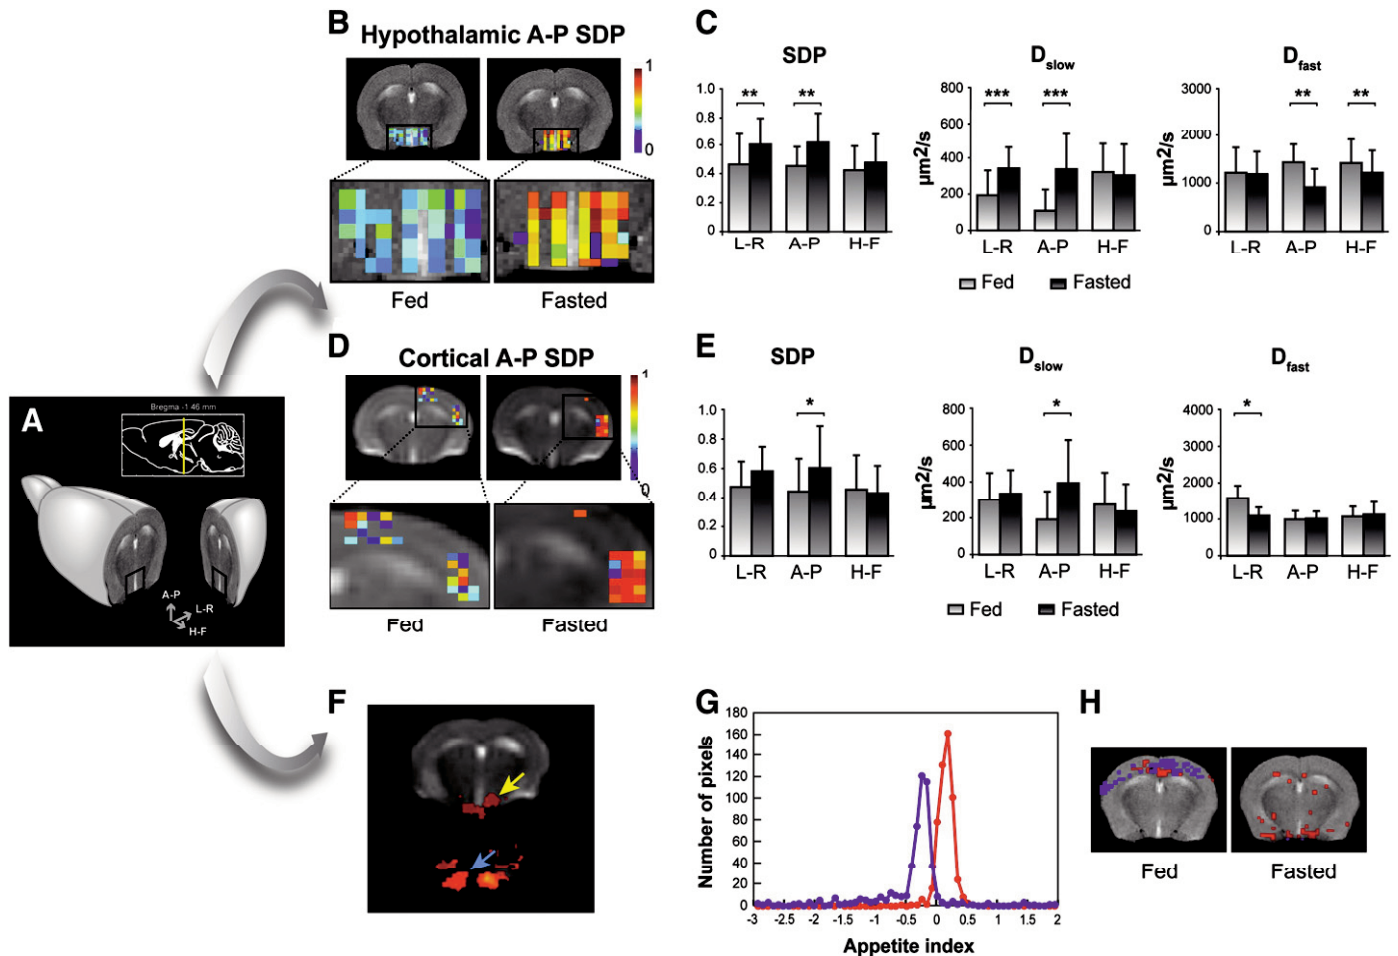 A
Bregma -1.46 mm
A-P
L-R
H-F
B
Hypothalamic A-P SDP
1
0
Fed
Fasted
C
SDP
1.0
0.8
0.6
0.4
0.2
0
** **
L-R A-P H-F
Dslow
µm2/s
800
600
400
200
0
*** ***
L-R A-P H-F
Dfast
µm2/s
3000
2000
1000
0
** **
L-R A-P H-F
Fed Fasted
D
Cortical A-P SDP
1
0
Fed
Fasted
E
SDP
1.0
0.8
0.6
0.4
0.2
0
*
L-R A-P H-F
Dslow
µm2/s
800
600
400
200
0
*
L-R A-P H-F
Dfast
µm2/s
4000
3000
2000
1000
0
*
L-R A-P H-F
Fed Fasted
F
G
Number of pixels
180
160
140
120
100
80
60
40
20
0
-3 -2.5 -2 -1.5 -1 -0.5 0 0.5 1 1.5 2
Appetite index
H
Fed
Fasted